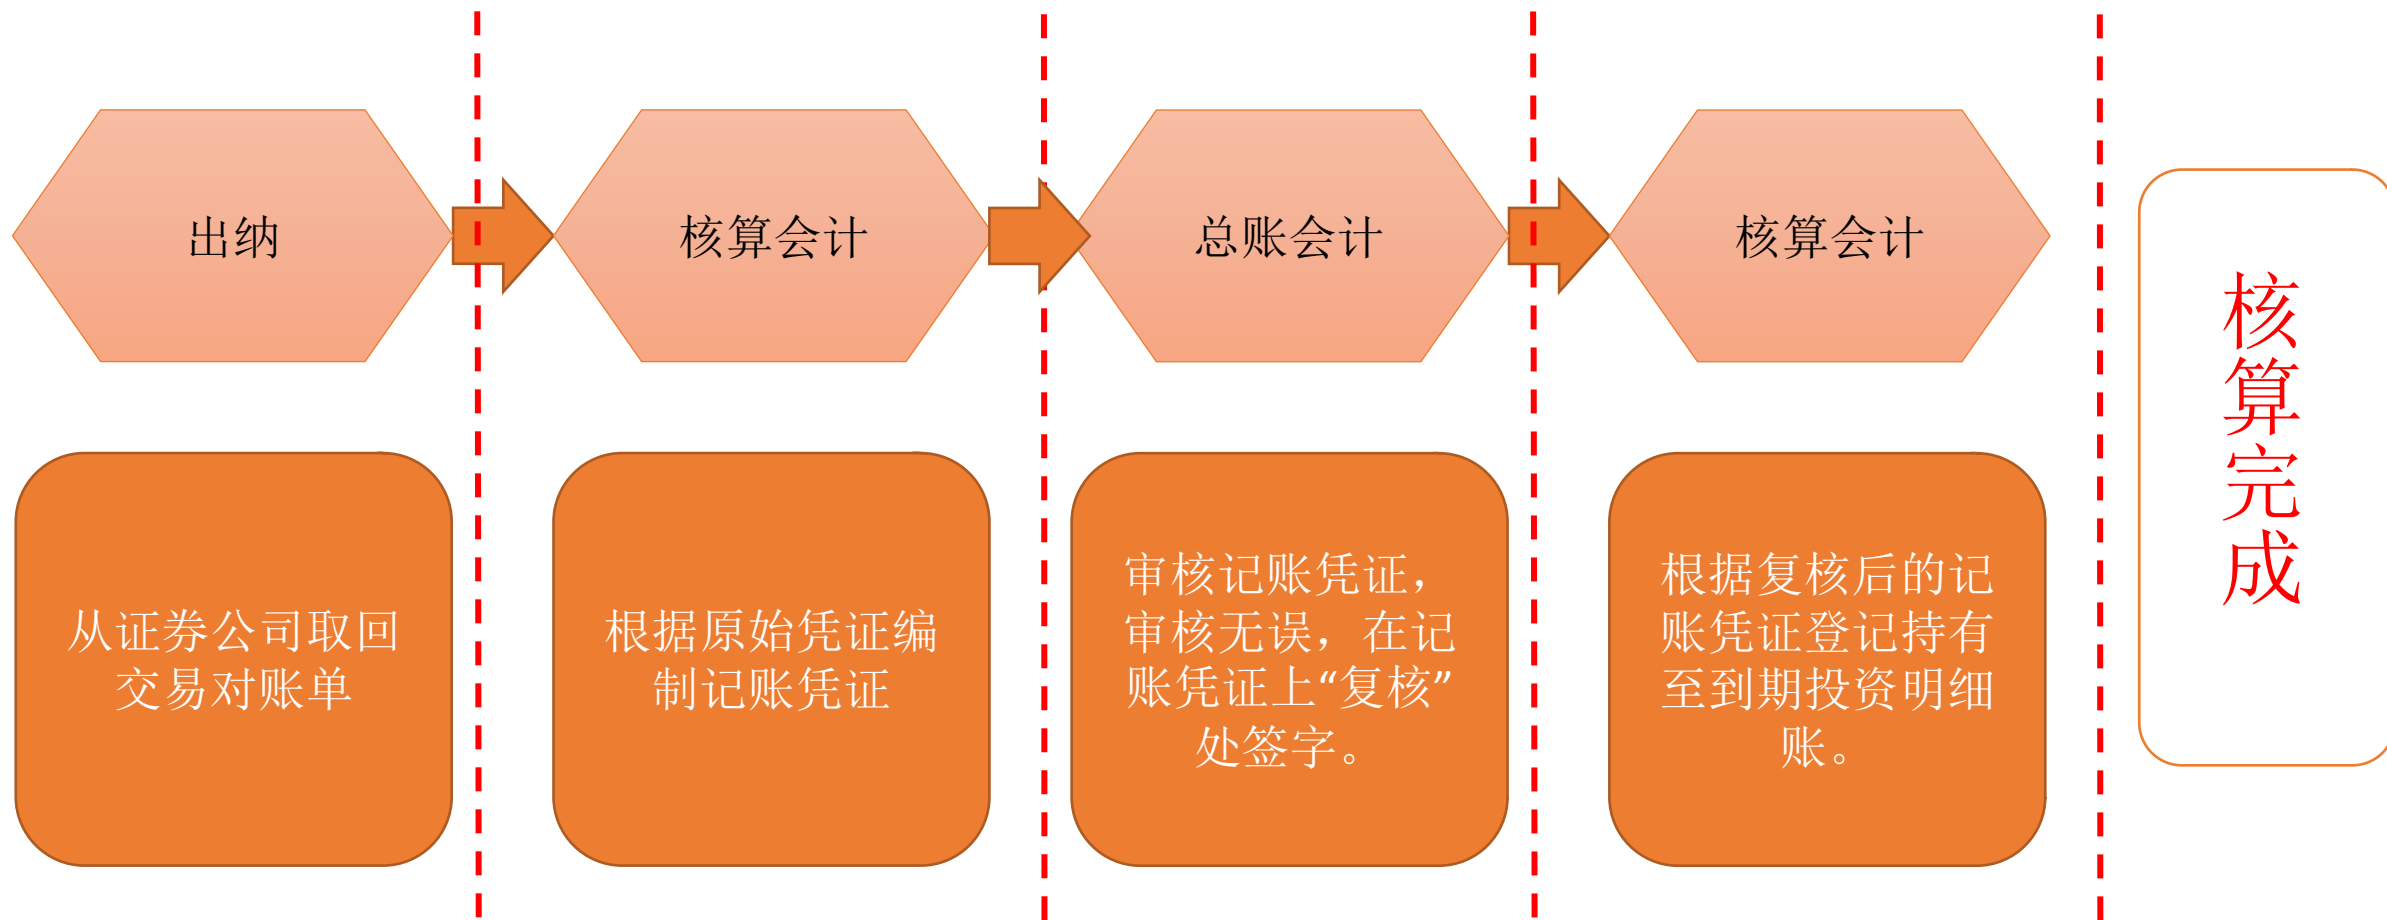 出纳
核算会计
总账会计
核算会计
从证券公司取回
交易对账单
根据原始凭证编
制记账凭证
审核记账凭证，
审核无误，在记
账凭证上“复核”
处签字。
根据复核后的记
账凭证登记持有
至到期投资明细
账。
核算完成